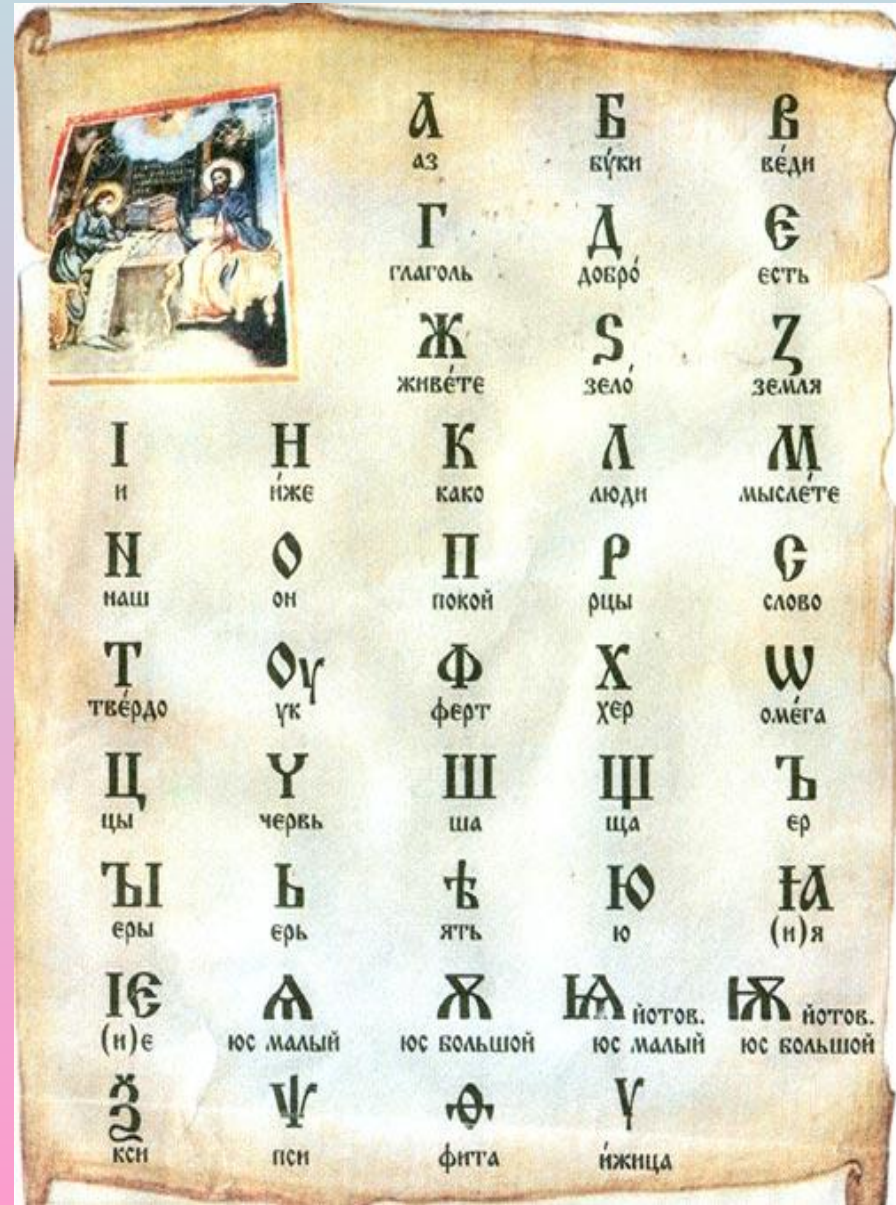 А Б В
аз бу́ки ве́ди
Г Д Є
глаголь добро́ есть
Ж Ѕ З
живе́те зело́ земля
І Н К Л М
и и́же како люди мысле́те
N О П Р С
наш он покой рцы слово
Т Оу Ф Х Ѡ
тве́рдо ук ферт хер оме́га
Ц Ч Ш Щ Ъ
цы червь ша ща ер
ЪІ Ь Ѣ Ю ІА
еры ерь ять ю (и)я
ІЄ Ѧ Ѫ Ѩ йотов. Ѭ йотов.
(и)е юс малый юс большой юс малый юс большой
Ѯ Ѱ Ѳ Ѵ
кси пси фита и́жица